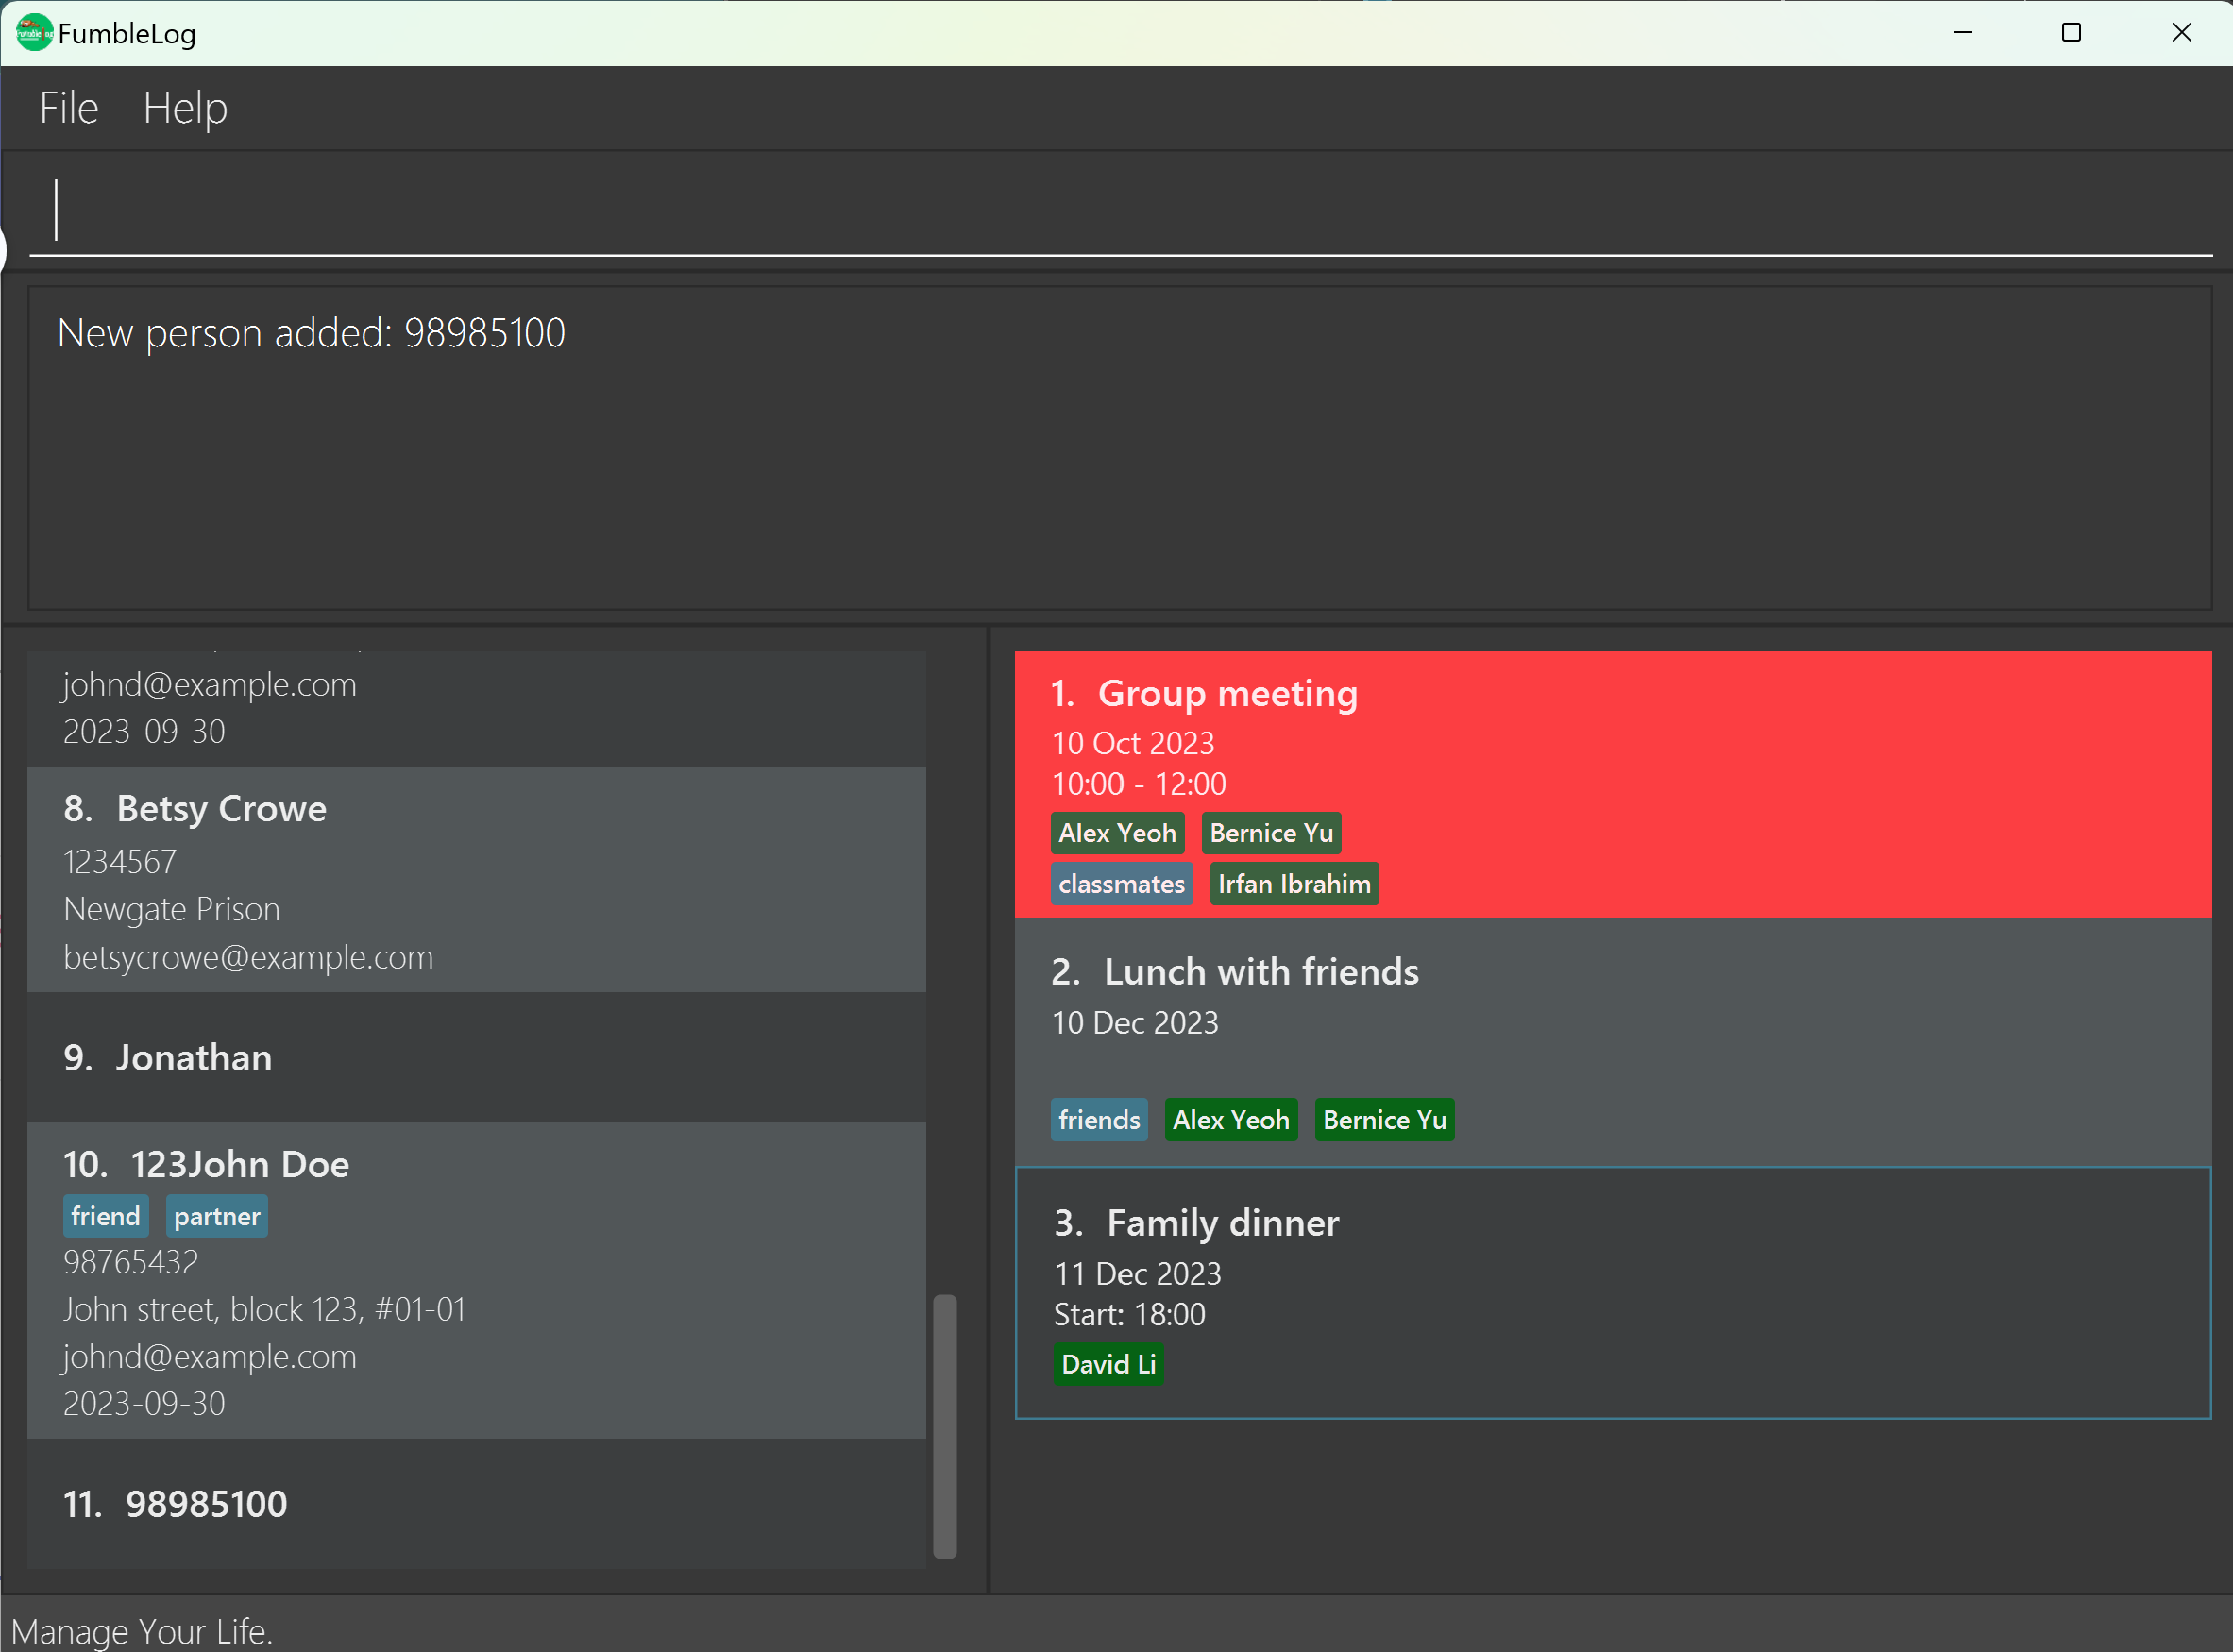 FumbleLog
File Help
New person added: 98985100
johnd@example.com
2023-09-30
8. Betsy Crowe
1234567
Newgate Prison
betsycrowe@example.com
9. Jonathan
10. 123John Doe
friend partner
98765432
John street, block 123, #01-01
johnd@example.com
2023-09-30
11. 98985100
1. Group meeting
10 Oct 2023
10:00 - 12:00
Alex Yeoh Bernice Yu
classmates Irfan Ibrahim
2. Lunch with friends
10 Dec 2023
friends Alex Yeoh Bernice Yu
3. Family dinner
11 Dec 2023
Start: 18:00
David Li
Manage Your Life.